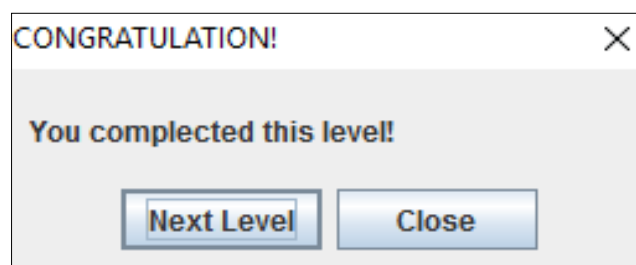 CONGRATULATION!
You complected this level!
Next Level Close